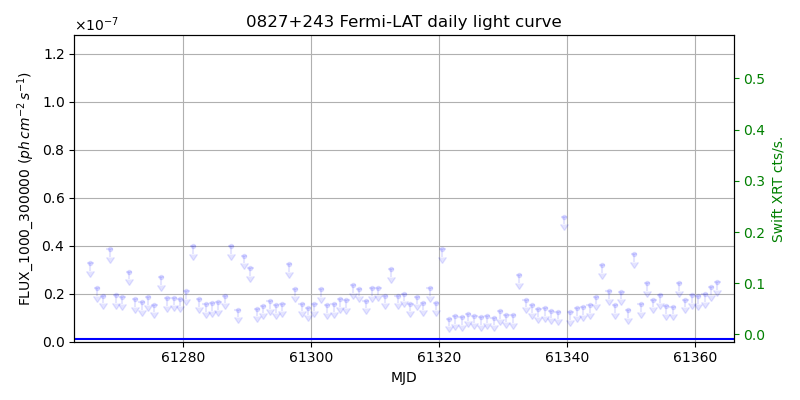 0827+243 Fermi-LAT daily light curve
×10⁻⁷
1.2
1.0
0.8
0.6
0.4
0.2
0.0
FLUX_1000_300000 (ph cm⁻² s⁻¹)
61280 61300 61320 61340 61360
MJD
0.5
0.4
0.3
0.2
0.1
0.0
Swift XRT cts/s.